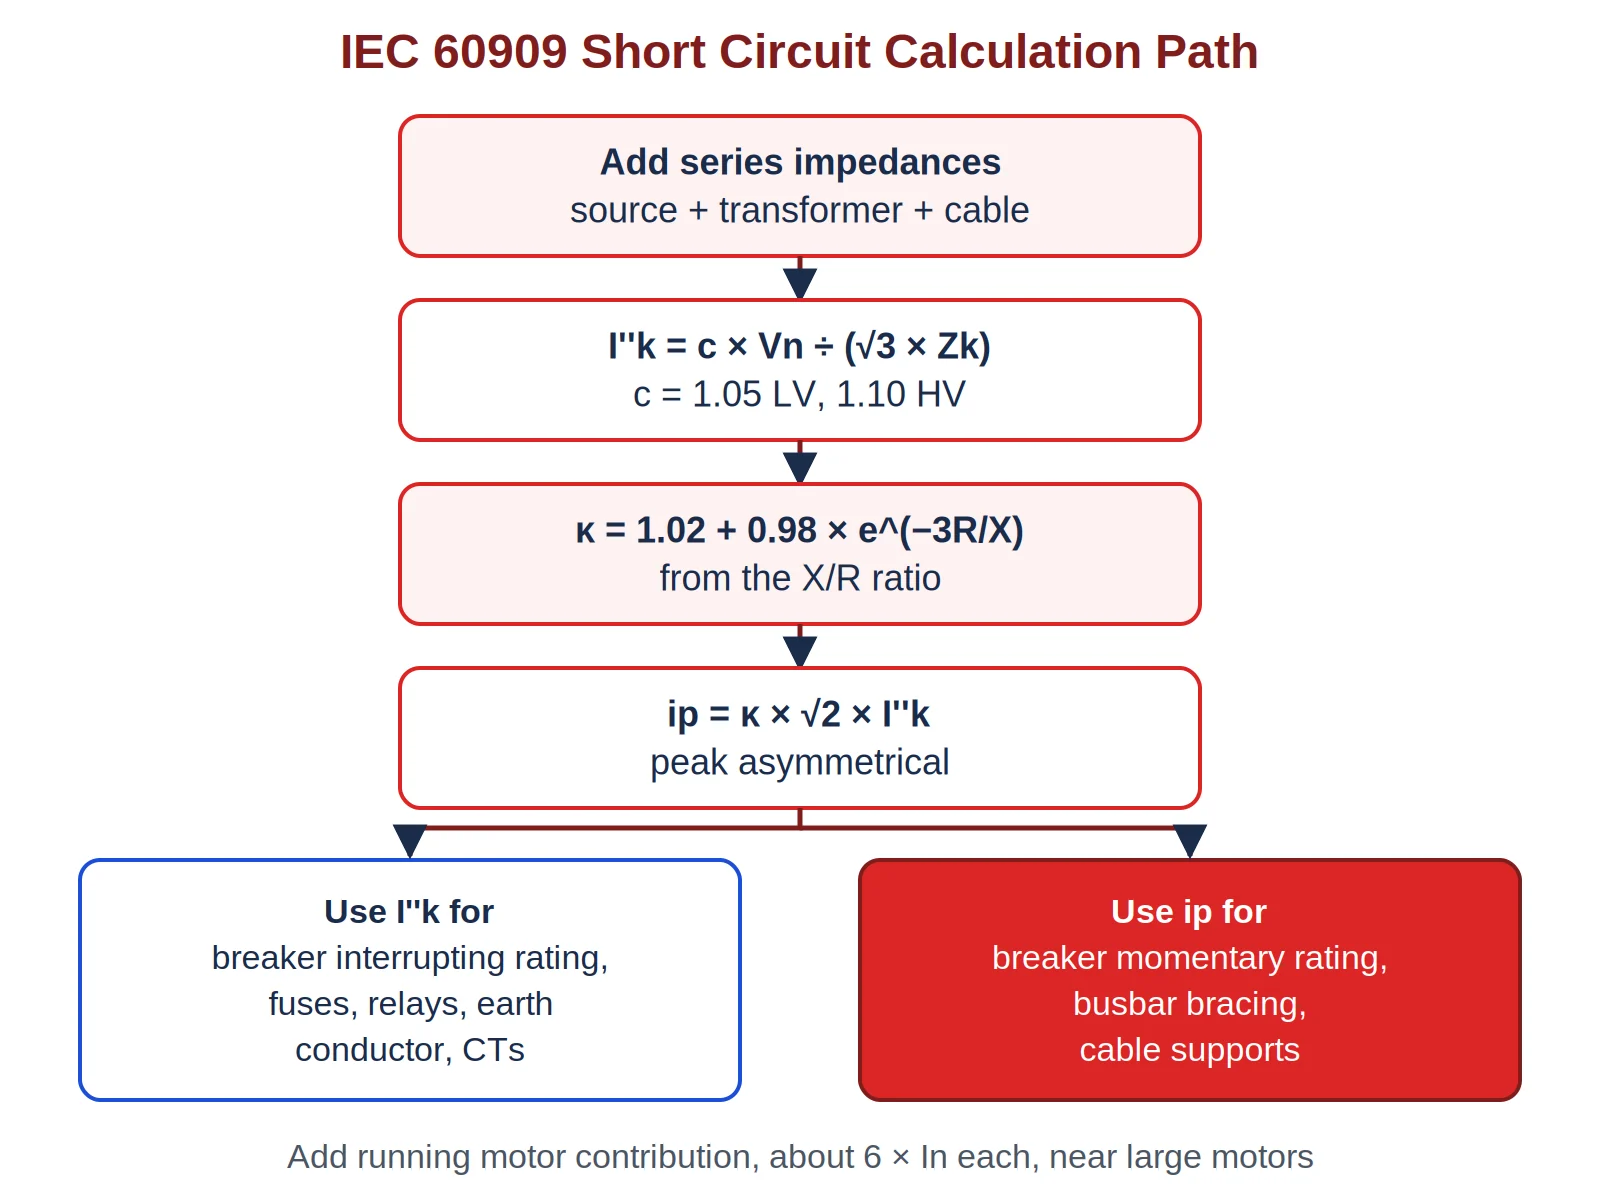 IEC 60909 Short Circuit Calculation Path
Add series impedances
source + transformer + cable
I''k = c × Vn ÷ (√3 × Zk)
c = 1.05 LV, 1.10 HV
κ = 1.02 + 0.98 × e^(−3R/X)
from the X/R ratio
ip = κ × √2 × I''k
peak asymmetrical
Use I''k for
breaker interrupting rating,
fuses, relays, earth
conductor, CTs
Use ip for
breaker momentary rating,
busbar bracing,
cable supports
Add running motor contribution, about 6 × In each, near large motors